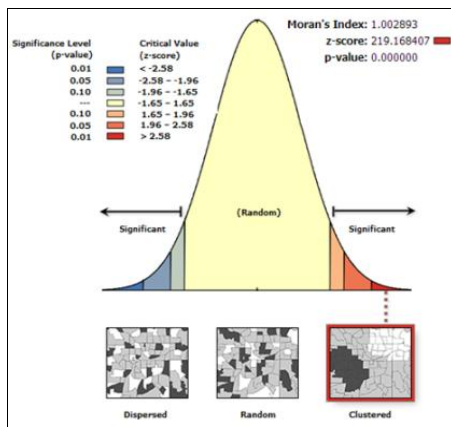 Moran's Index: 1.002893
z-score: 219.168407
p-value: 0.000000
Significance Level
(p-value)
Critical Value
(z-score)
0.01 < -2.58
0.05 -2.58 - -1.96
0.10 -1.96 - -1.65
--- -1.65 - 1.65
0.10 1.65 - 1.96
0.05 1.96 - 2.58
0.01 > 2.58
(Random)
Significant
Significant
Dispersed
Random
Clustered